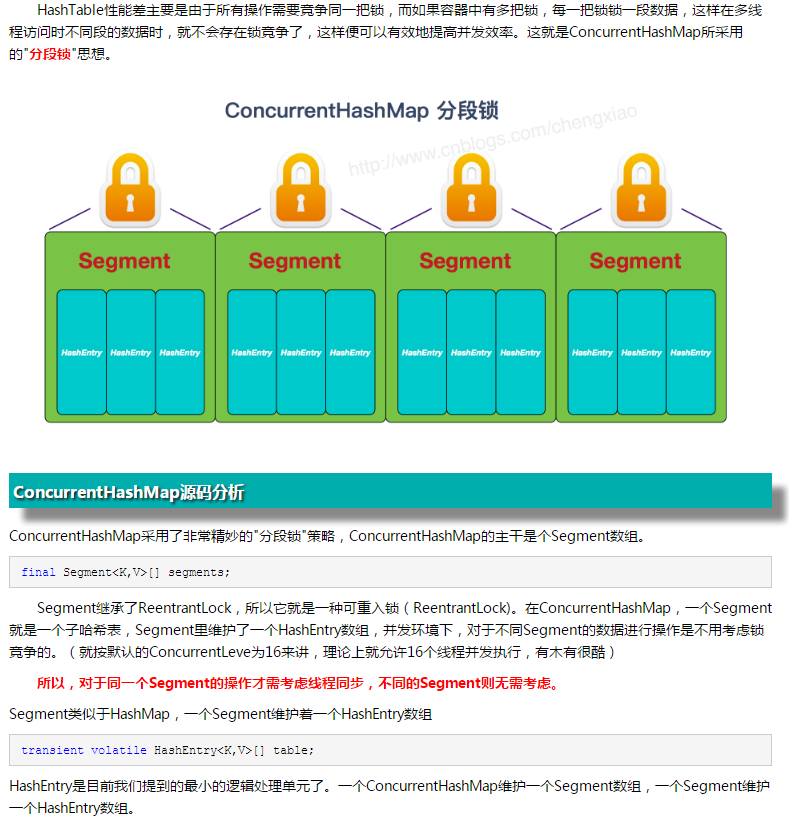 HashTable性能差主要是由于所有操作需要竞争同一把锁，而如果容器中有多把锁，每一把锁锁一段数据，这样在多线
程访问时不同段的数据时，就不会存在锁竞争了，这样便可以有效地提高并发效率。这就是ConcurrentHashMap所采用
的"分段锁"思想。
ConcurrentHashMap 分段锁
http://www.cnblogs.com/chengxiao
Segment Segment Segment Segment
HashEntry HashEntry HashEntry HashEntry HashEntry HashEntry HashEntry HashEntry HashEntry HashEntry HashEntry HashEntry
ConcurrentHashMap源码分析
ConcurrentHashMap采用了非常精妙的"分段锁"策略，ConcurrentHashMap的主干是个Segment数组。
final Segment<K,V>[] segments;
Segment继承了ReentrantLock，所以它就是一种可重入锁（ReentrantLock)。在ConcurrentHashMap，一个Segment
就是一个子哈希表，Segment里维护了一个HashEntry数组，并发环境下，对于不同Segment的数据进行操作是不用考虑锁
竞争的。（就按默认的ConcurrentLeve为16来讲，理论上就允许16个线程并发执行，有木有很酷）
所以，对于同一个Segment的操作才需考虑线程同步，不同的Segment则无需考虑。
Segment类似于HashMap，一个Segment维护着一个HashEntry数组
transient volatile HashEntry<K,V>[] table;
HashEntry是目前我们提到的最小的逻辑处理单元了。一个ConcurrentHashMap维护一个Segment数组，一个Segment维护
一个HashEntry数组。